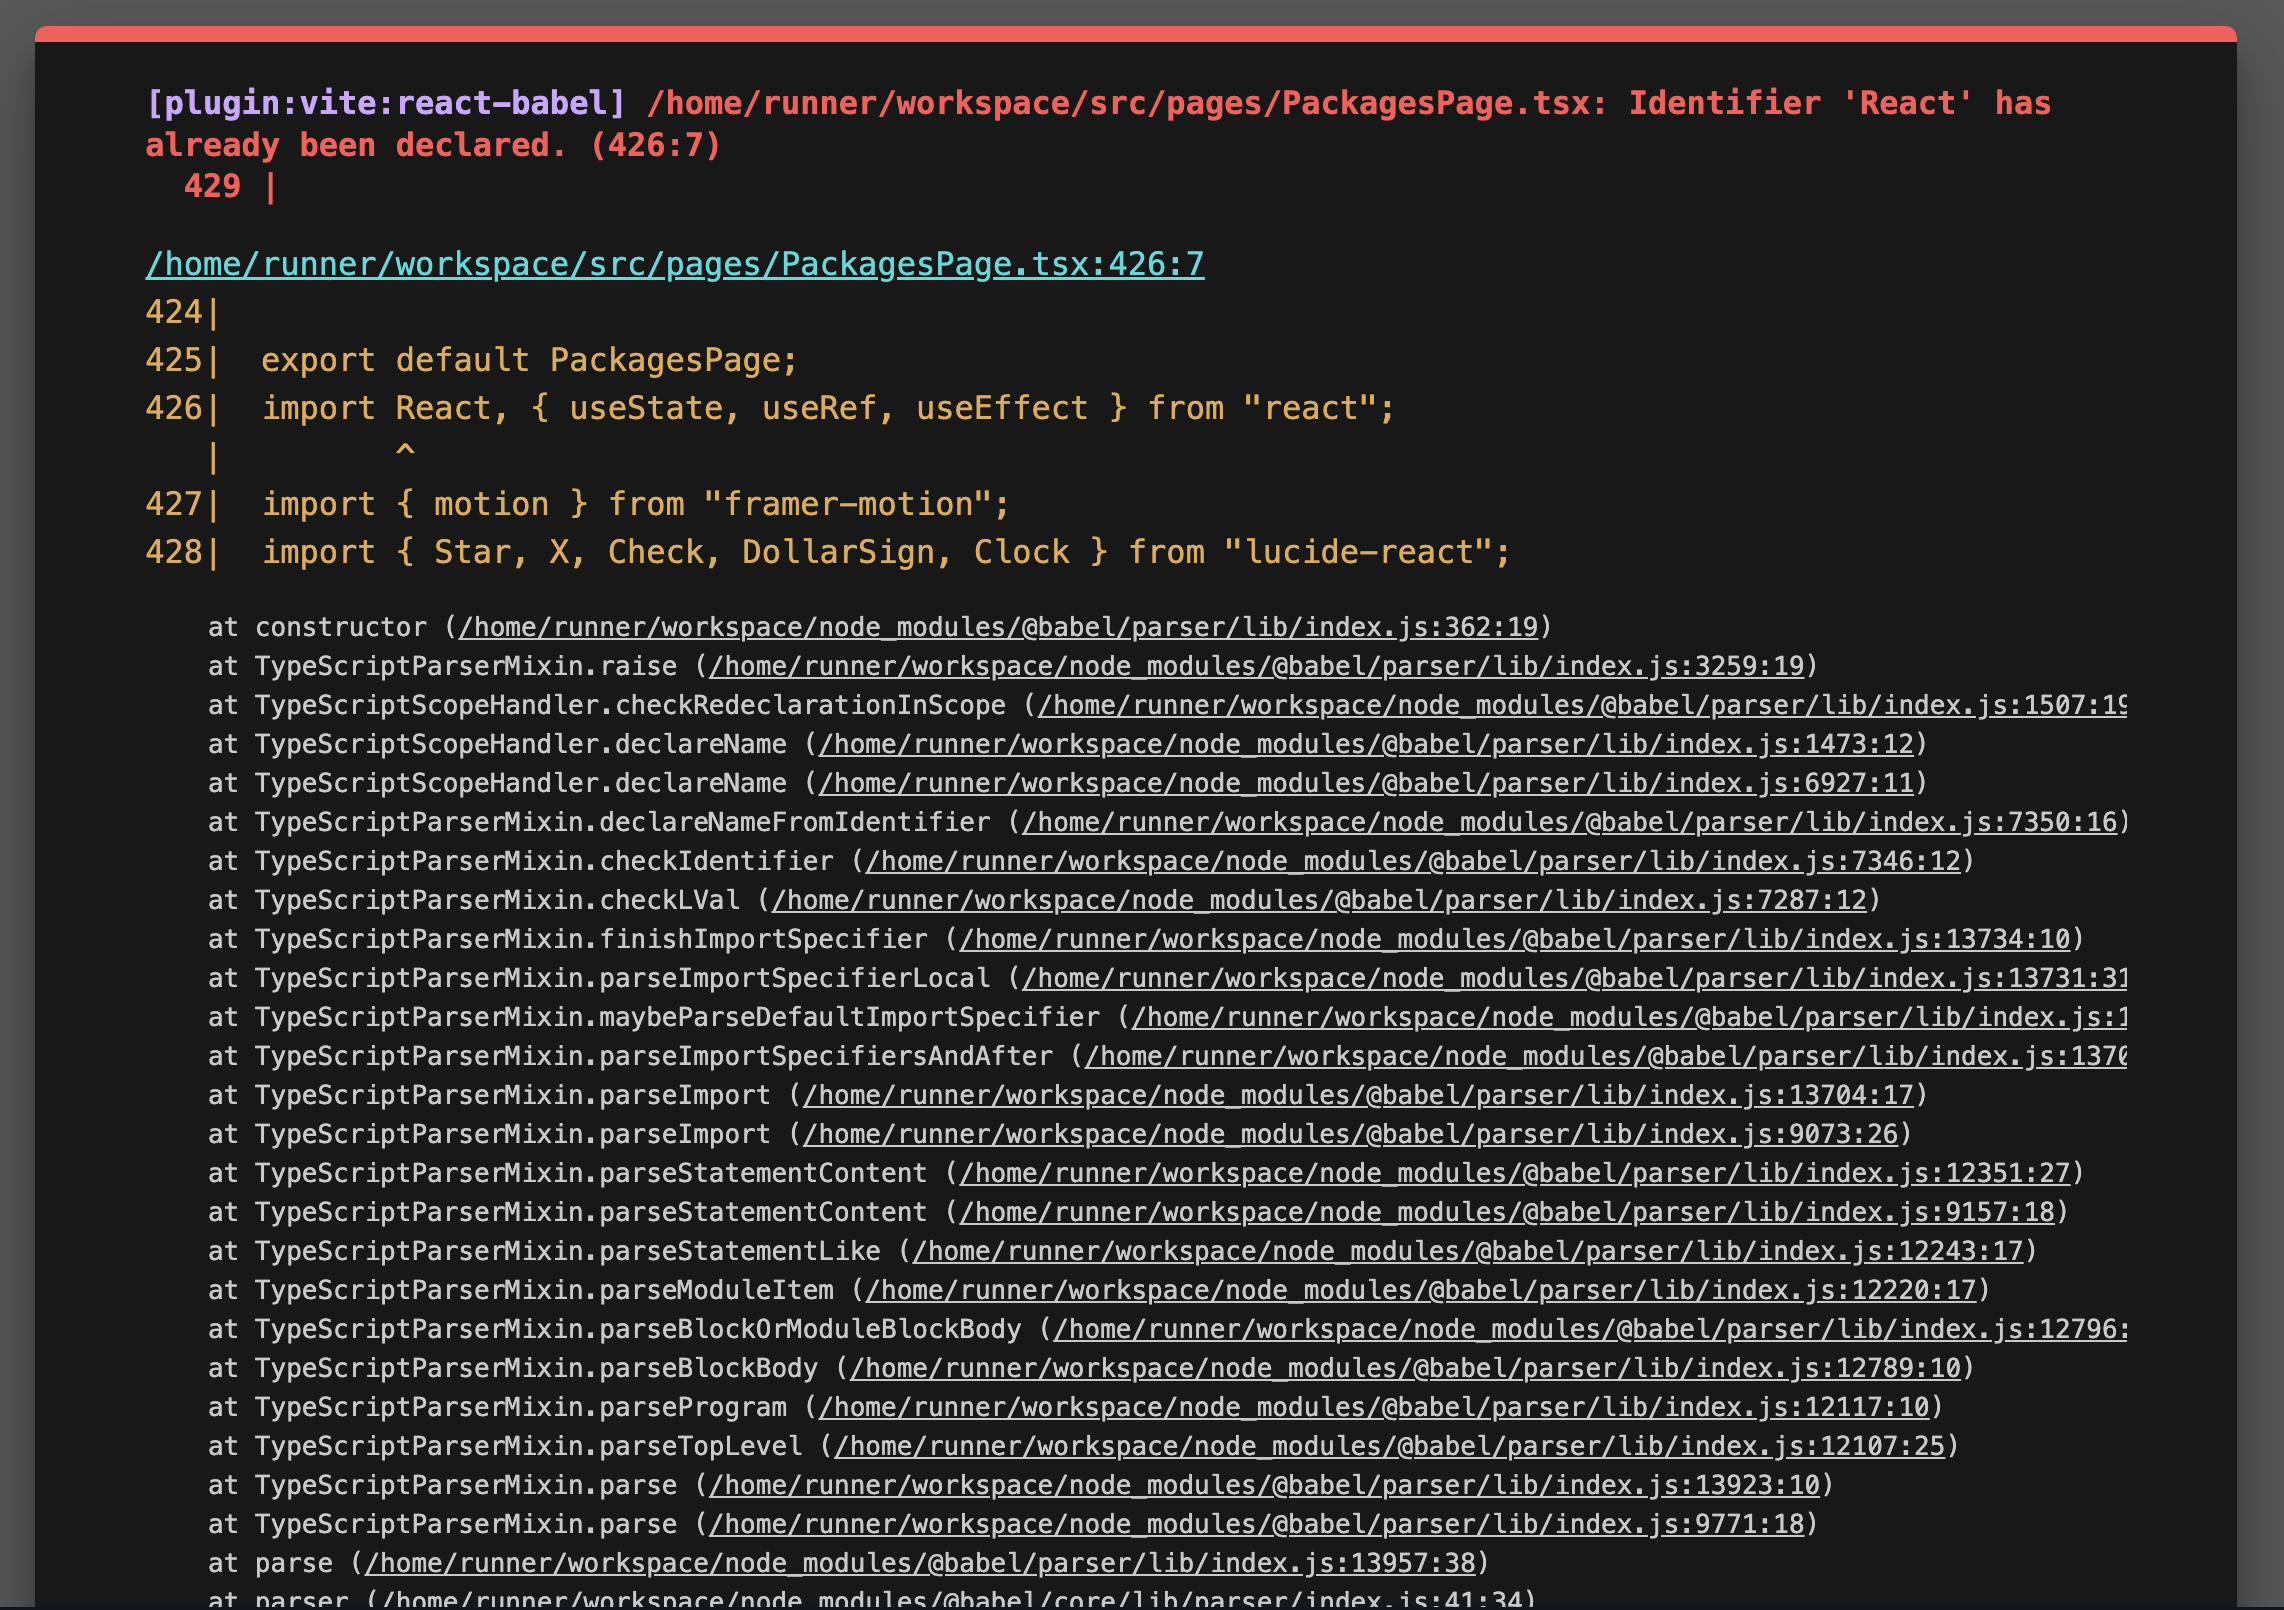 [plugin:vite:react-babel] /home/runner/workspace/src/pages/PackagesPage.tsx: Identifier 'React' has
already been declared. (426:7)
429 |
/home/runner/workspace/src/pages/PackagesPage.tsx:426:7
424|
425|  export default PackagesPage;
426|  import React, { useState, useRef, useEffect } from "react";
|         ^
427|  import { motion } from "framer-motion";
428|  import { Star, X, Check, DollarSign, Clock } from "lucide-react";
at constructor (/home/runner/workspace/node_modules/@babel/parser/lib/index.js:362:19)
at TypeScriptParserMixin.raise (/home/runner/workspace/node_modules/@babel/parser/lib/index.js:3259:19)
at TypeScriptScopeHandler.checkRedeclarationInScope (/home/runner/workspace/node_modules/@babel/parser/lib/index.js:1507:19
at TypeScriptScopeHandler.declareName (/home/runner/workspace/node_modules/@babel/parser/lib/index.js:1473:12)
at TypeScriptScopeHandler.declareName (/home/runner/workspace/node_modules/@babel/parser/lib/index.js:6927:11)
at TypeScriptParserMixin.declareNameFromIdentifier (/home/runner/workspace/node_modules/@babel/parser/lib/index.js:7350:16)
at TypeScriptParserMixin.checkIdentifier (/home/runner/workspace/node_modules/@babel/parser/lib/index.js:7346:12)
at TypeScriptParserMixin.checkLVal (/home/runner/workspace/node_modules/@babel/parser/lib/index.js:7287:12)
at TypeScriptParserMixin.finishImportSpecifier (/home/runner/workspace/node_modules/@babel/parser/lib/index.js:13734:10)
at TypeScriptParserMixin.parseImportSpecifierLocal (/home/runner/workspace/node_modules/@babel/parser/lib/index.js:13731:31
at TypeScriptParserMixin.maybeParseDefaultImportSpecifier (/home/runner/workspace/node_modules/@babel/parser/lib/index.js:1
at TypeScriptParserMixin.parseImportSpecifiersAndAfter (/home/runner/workspace/node_modules/@babel/parser/lib/index.js:1370
at TypeScriptParserMixin.parseImport (/home/runner/workspace/node_modules/@babel/parser/lib/index.js:13704:17)
at TypeScriptParserMixin.parseImport (/home/runner/workspace/node_modules/@babel/parser/lib/index.js:9073:26)
at TypeScriptParserMixin.parseStatementContent (/home/runner/workspace/node_modules/@babel/parser/lib/index.js:12351:27)
at TypeScriptParserMixin.parseStatementContent (/home/runner/workspace/node_modules/@babel/parser/lib/index.js:9157:18)
at TypeScriptParserMixin.parseStatementLike (/home/runner/workspace/node_modules/@babel/parser/lib/index.js:12243:17)
at TypeScriptParserMixin.parseModuleItem (/home/runner/workspace/node_modules/@babel/parser/lib/index.js:12220:17)
at TypeScriptParserMixin.parseBlockOrModuleBlockBody (/home/runner/workspace/node_modules/@babel/parser/lib/index.js:12796:
at TypeScriptParserMixin.parseBlockBody (/home/runner/workspace/node_modules/@babel/parser/lib/index.js:12789:10)
at TypeScriptParserMixin.parseProgram (/home/runner/workspace/node_modules/@babel/parser/lib/index.js:12117:10)
at TypeScriptParserMixin.parseTopLevel (/home/runner/workspace/node_modules/@babel/parser/lib/index.js:12107:25)
at TypeScriptParserMixin.parse (/home/runner/workspace/node_modules/@babel/parser/lib/index.js:13923:10)
at TypeScriptParserMixin.parse (/home/runner/workspace/node_modules/@babel/parser/lib/index.js:9771:18)
at parse (/home/runner/workspace/node_modules/@babel/parser/lib/index.js:13957:38)
at parser (/home/runner/workspace/node_modules/@babel/core/lib/parser/index.js:41:34)